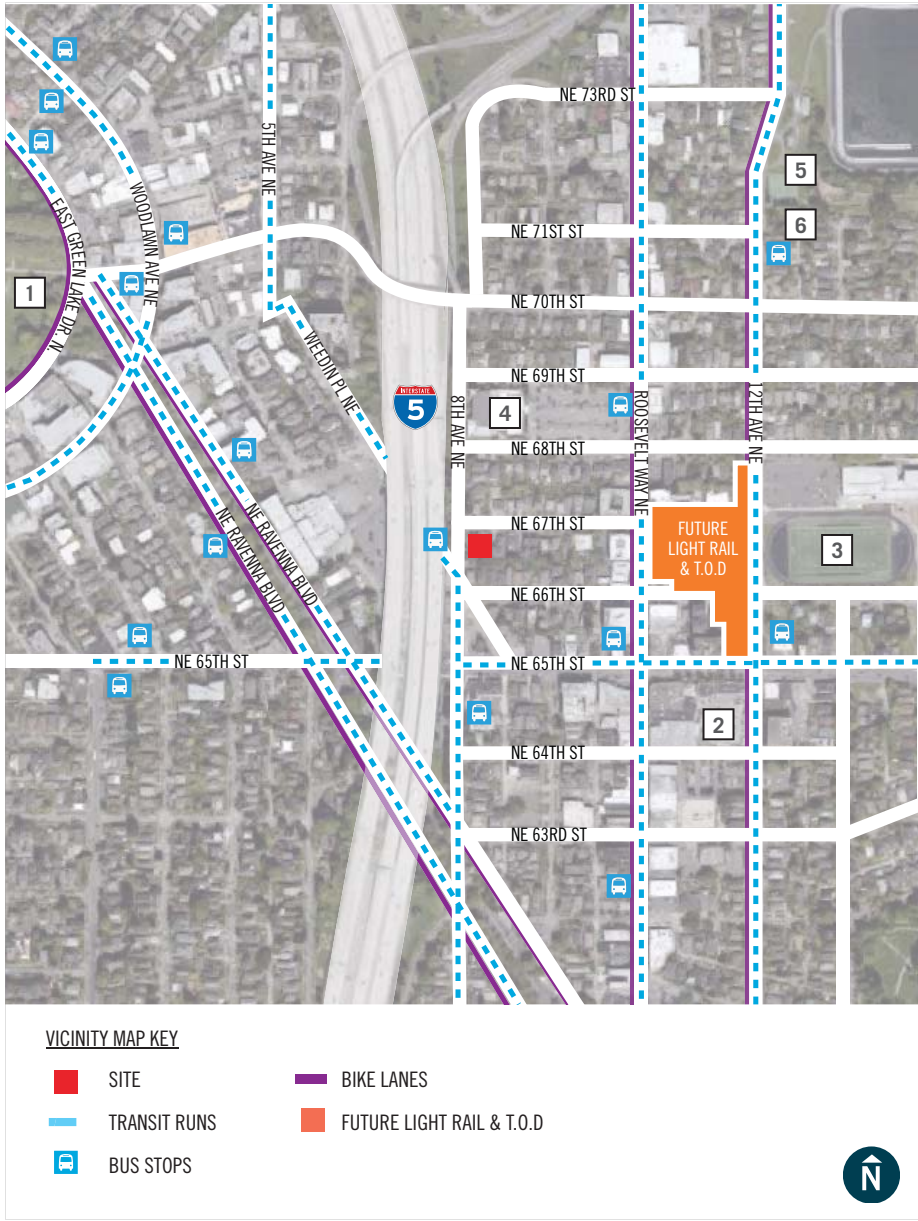 NE 73RD ST
5TH AVE NE
5
WOODLAWN AVE NE
EAST GREEN LAKE DR. N.
6
NE 71ST ST
1
NE 70TH ST
WEEDIN PL NE
NE 69TH ST
INTERSTATE
5
8TH AVE NE
4
ROOSEVELT WAY NE
12TH AVE NE
NE 68TH ST
NE RAVENNA BLVD
NE RAVENNA BLVD
NE 67TH ST
FUTURE
LIGHT RAIL
& T.O.D
3
NE 66TH ST
NE 65TH ST
NE 65TH ST
2
NE 64TH ST
NE 63RD ST
VICINITY MAP KEY
SITE
BIKE LANES
TRANSIT RUNS
FUTURE LIGHT RAIL & T.O.D
BUS STOPS
N